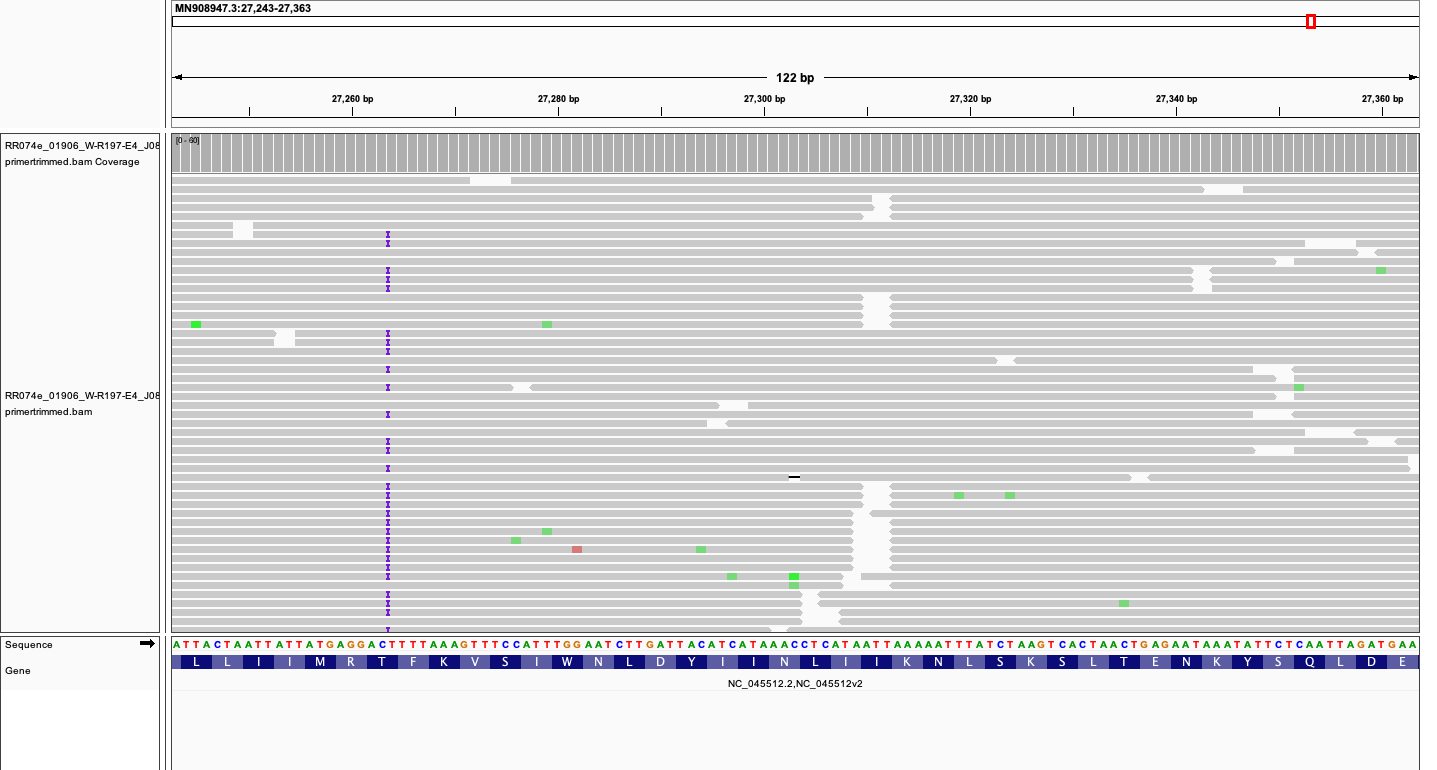 MN908947.3:27,243-27,363
122 bp
27,260 bp 27,280 bp 27,300 bp 27,320 bp 27,340 bp 27,360 bp
RR074e_01906_W-R197-E4_J08
primertrimmed.bam Coverage
[0 - 60]
RR074e_01906_W-R197-E4_J08
primertrimmed.bam
Sequence
A T T A C T A A T T A T T A T G A G G A C T T T T A A A G T T T C C A T T T G G A A T C T T G A T T A C A T C A T A A A C C T C A T A A T T A A A A A T T T A T C T A A G T C A C T A A C T G A G A A T A A A T A T T C T C A A T T A G A T G A A
Gene
L L I I M R T F K V S I W N L D Y I I N L I I K N L S K S L T E N K Y S Q L D E
NC_045512.2,NC_045512v2